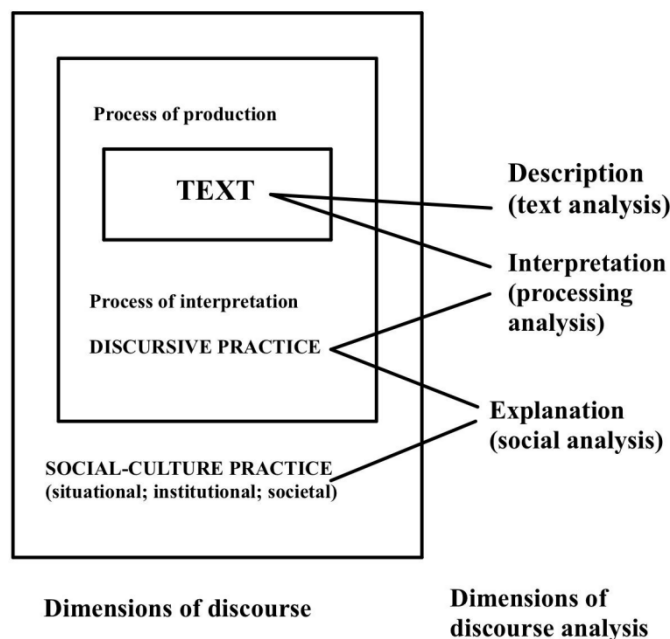 Process of production
TEXT
Process of interpretation
DISCURSIVE PRACTICE
SOCIAL-CULTURE PRACTICE
(situational; institutional; societal)
Description
(text analysis)
Interpretation
(processing
analysis)
Explanation
(social analysis)
Dimensions of discourse
Dimensions of
discourse analysis